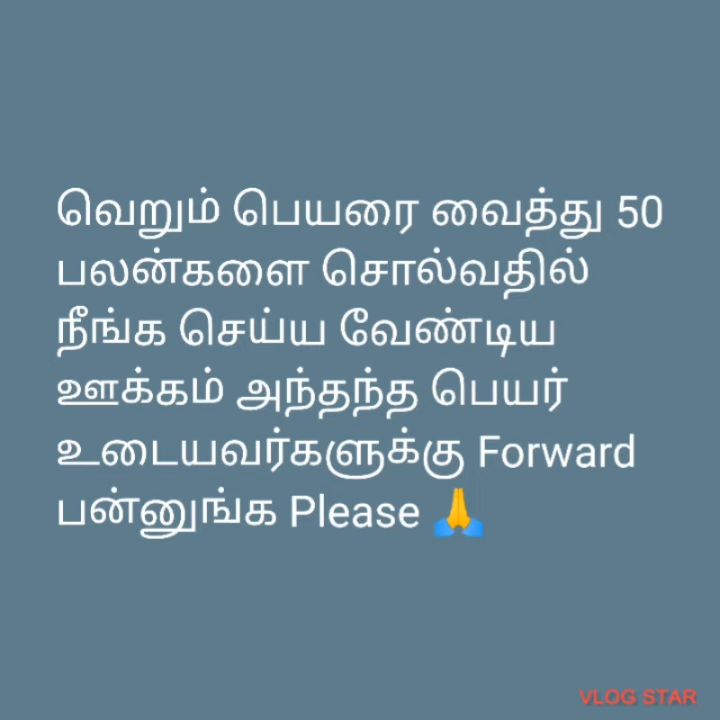 வெறும் பெயரை வைத்து 50
பலன்களை சொல்வதில்
நீங்க செய்ய வேண்டிய
ஊக்கம் அந்தந்த பெயர்
உடையவர்களுக்கு Forward
பன்னுங்க Please 🙏
VLOG STAR